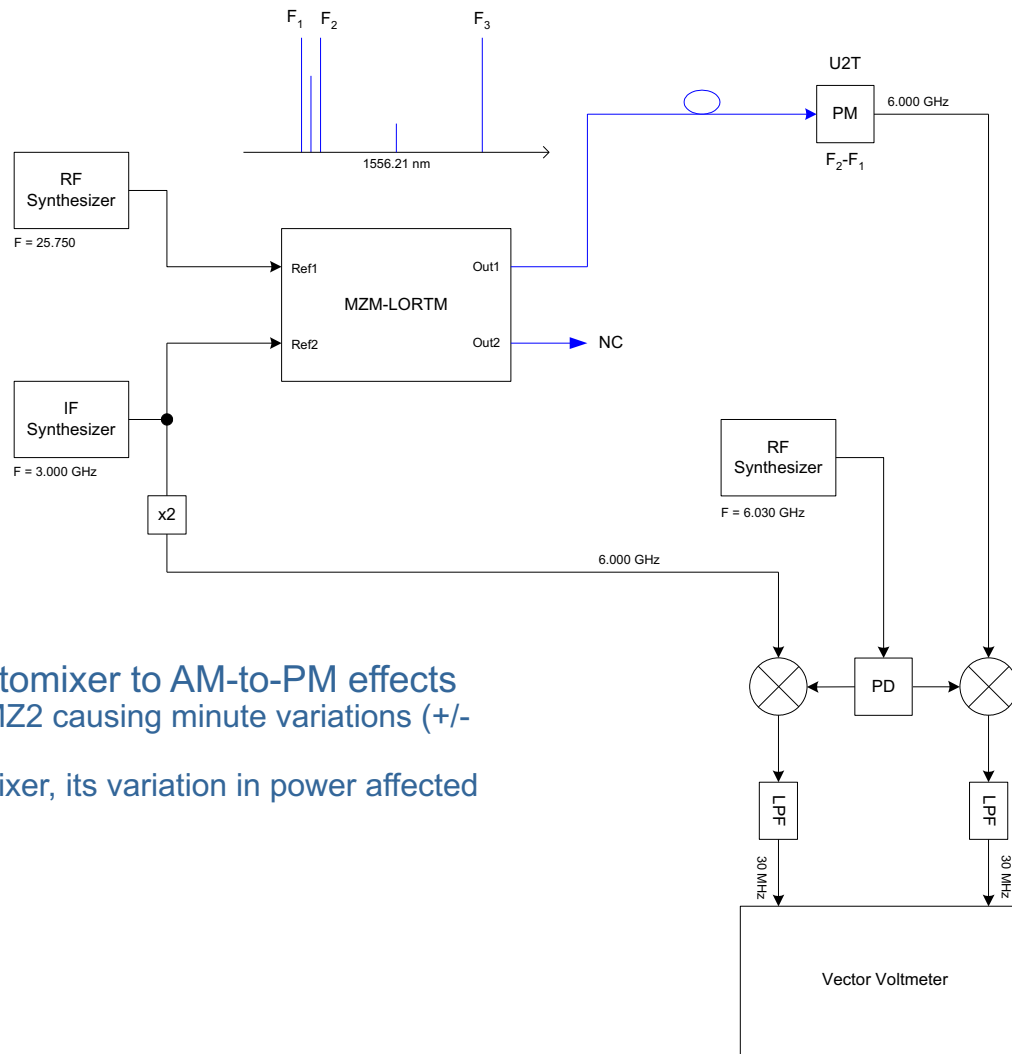 F1
F2
F3
1556.21 nm
U2T
PM
6.000 GHz
F2-F1
RF
Synthesizer
F = 25.750
Ref1
Out1
MZM-LORTM
Ref2
Out2
NC
IF
Synthesizer
F = 3.000 GHz
x2
RF
Synthesizer
F = 6.030 GHz
6.000 GHz
tomixer to AM-to-PM effects
MZ2 causing minute variations (+/-
ixer, its variation in power affected
PD
LPF
LPF
30 MHz
30 MHz
Vector Voltmeter